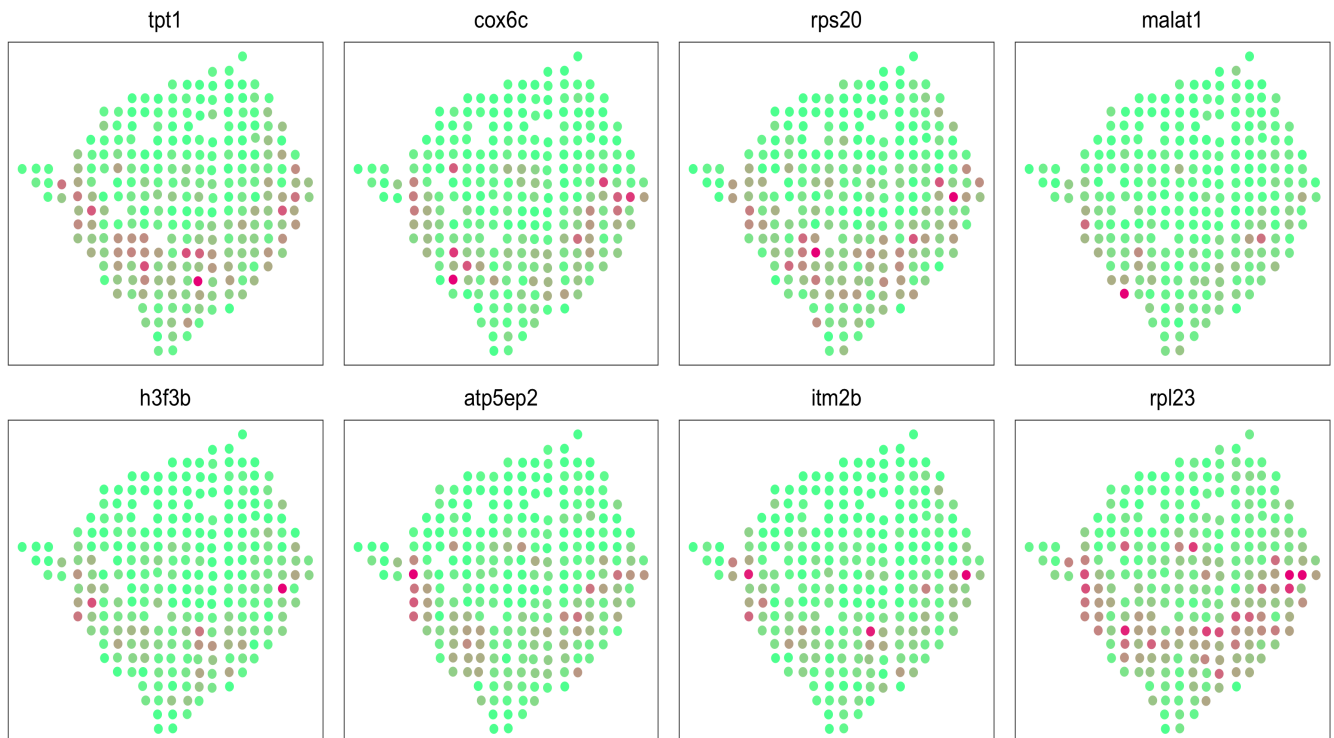 tpt1
cox6c
rps20
malat1
h3f3b
atp5ep2
itm2b
rpl23